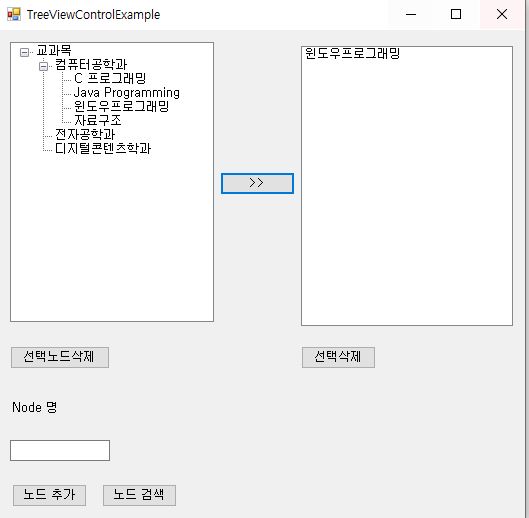 TreeViewControlExample
교과목
컴퓨터공학과
C 프로그래밍
Java Programming
윈도우프로그래밍
자료구조
전자공학과
디지털콘텐츠학과
윈도우프로그래밍
>>
선택노드삭제
선택삭제
Node 명
노드 추가
노드 검색